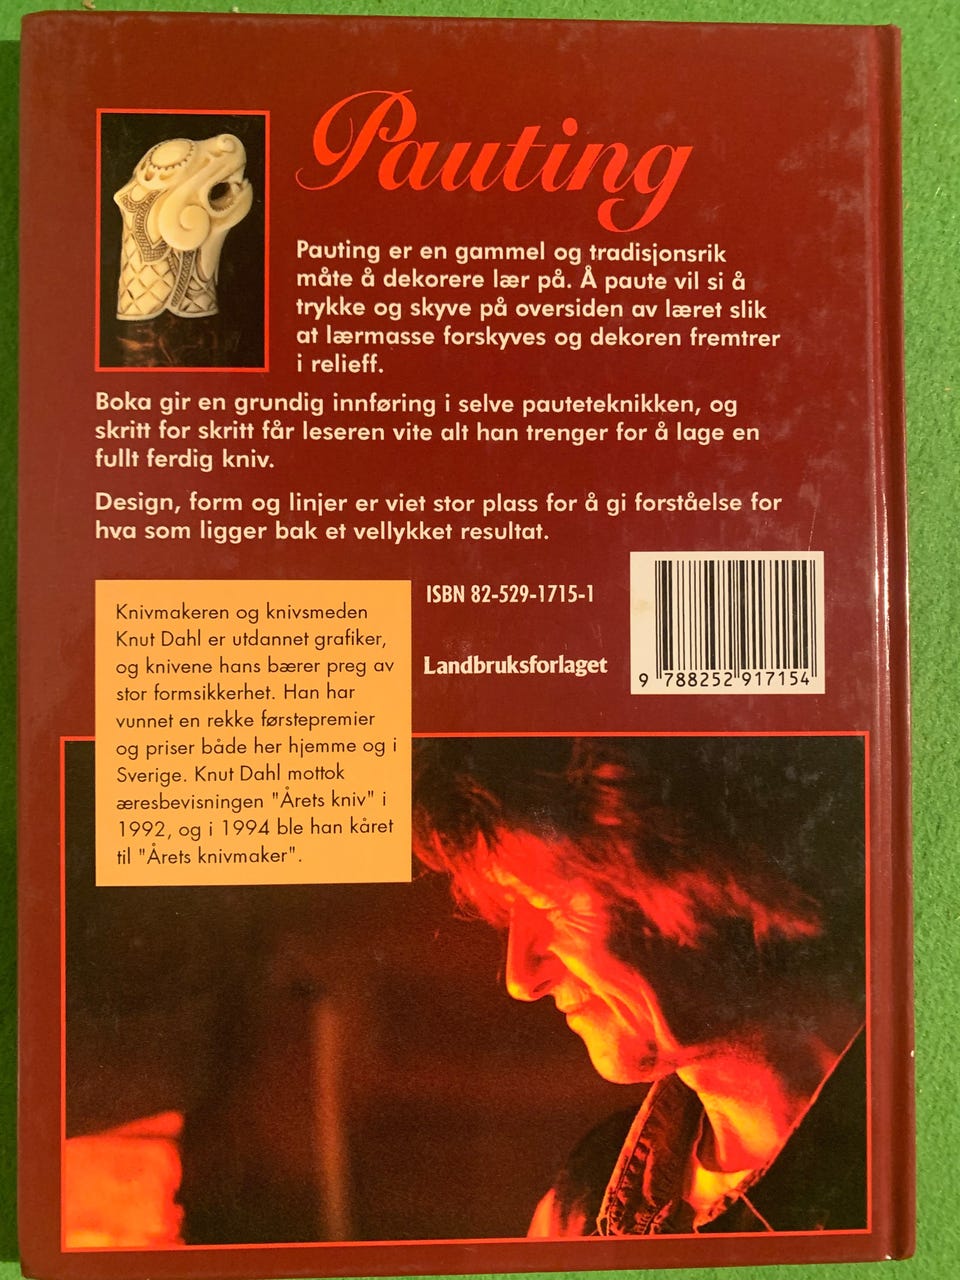 Pauting
Pauting er en gammel og tradisjonsrik
måte å dekorere lær på. Å paute vil si å
trykke og skyve på oversiden av læret slik
at lærmasse forskyves og dekoren fremtrer
i relieff.
Boka gir en grundig innføring i selve pauteteknikken, og
skritt for skritt får leseren vite alt han trenger for å lage en
fullt ferdig kniv.
Design, form og linjer er viet stor plass for å gi forståelse for
hva som ligger bak et vellykket resultat.
Knivmakeren og knivsmeden
Knut Dahl er utdannet grafiker,
og knivene hans bærer preg av
stor formsikkerhet. Han har
vunnet en rekke førstepremier
og priser både her hjemme og i
Sverige. Knut Dahl mottok
æresbevisningen "Årets kniv" i
1992, og i 1994 ble han kåret
til "Årets knivmaker".
ISBN 82-529-1715-1
Landbruksforlaget
9 788252 917154